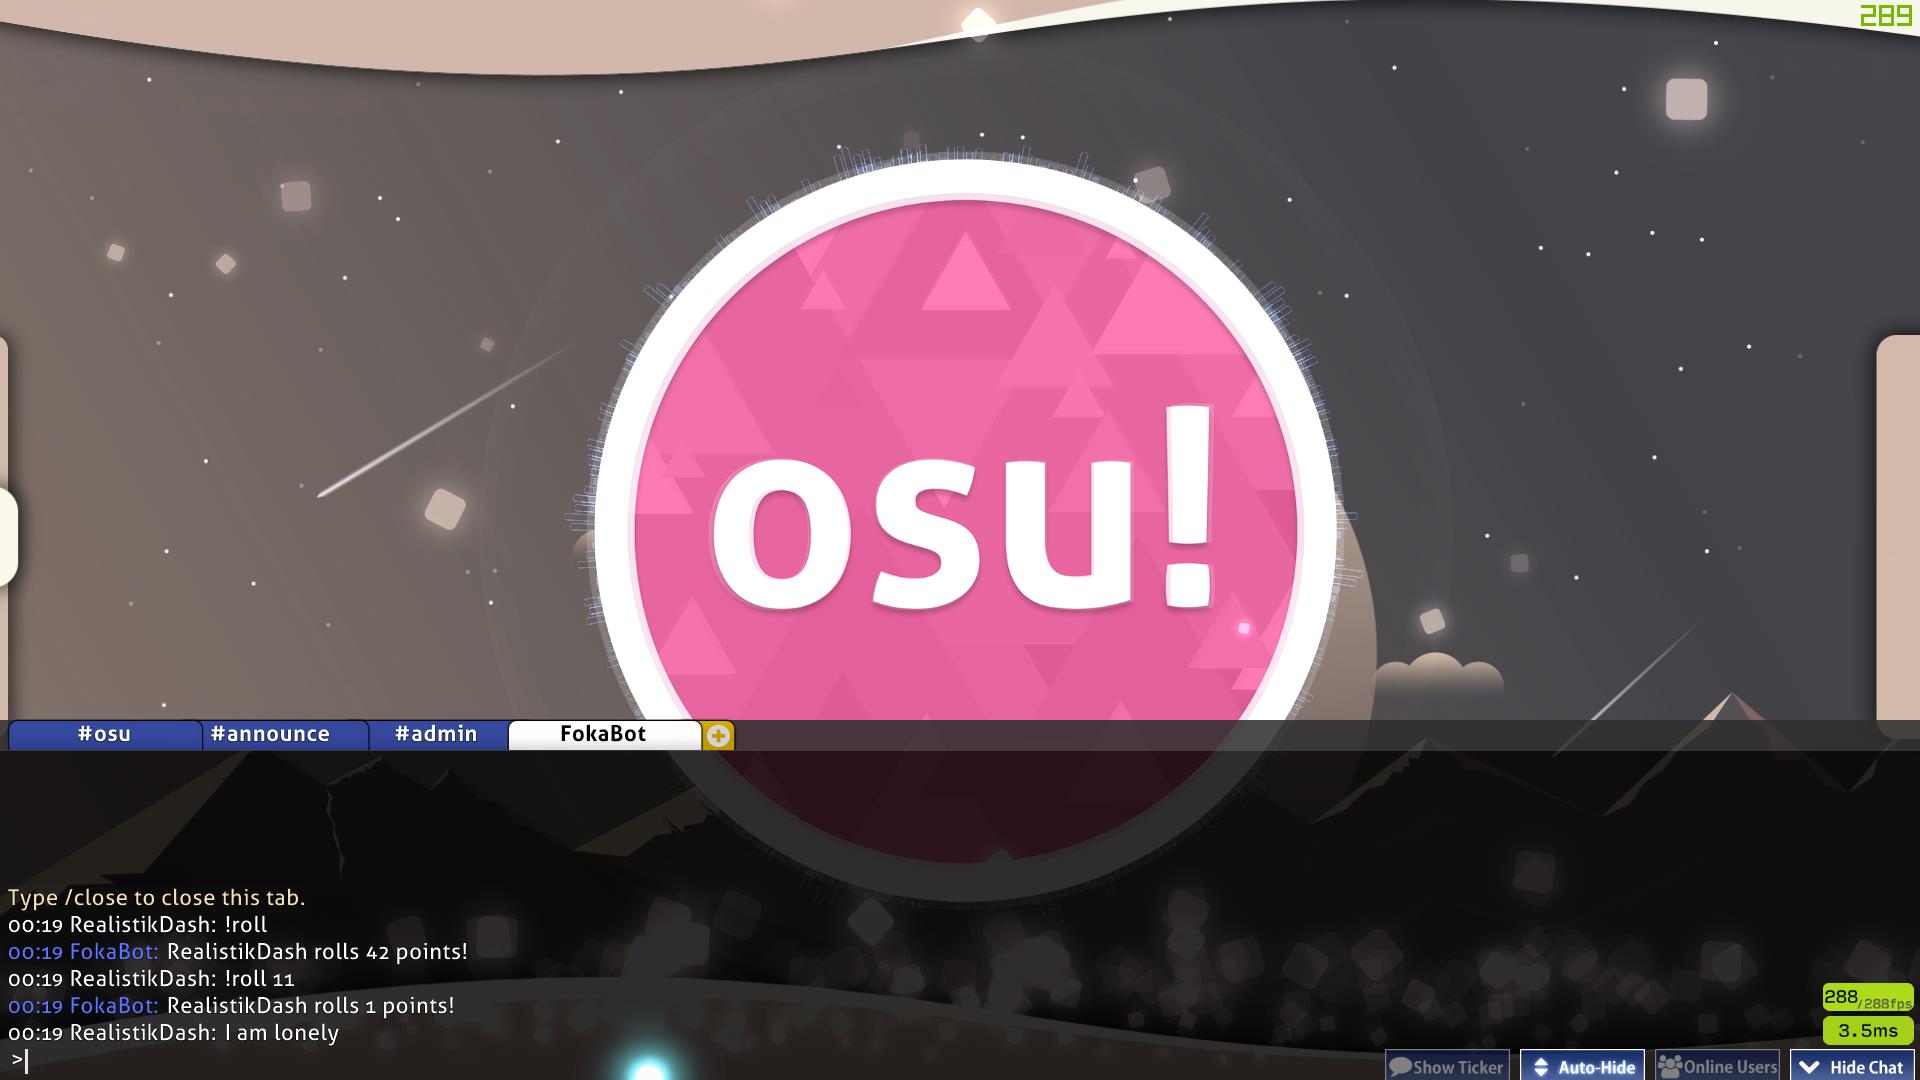 289
osu!
#osu #announce #admin FokaBot
Type /close to close this tab.
00:19 RealistikDash: !roll
00:19 FokaBot: RealistikDash rolls 42 points!
00:19 RealistikDash: !roll 11
00:19 FokaBot: RealistikDash rolls 1 points!
00:19 RealistikDash: I am lonely
>
288/288fps
3.5ms
Show Ticker Auto-Hide Online Users Hide Chat